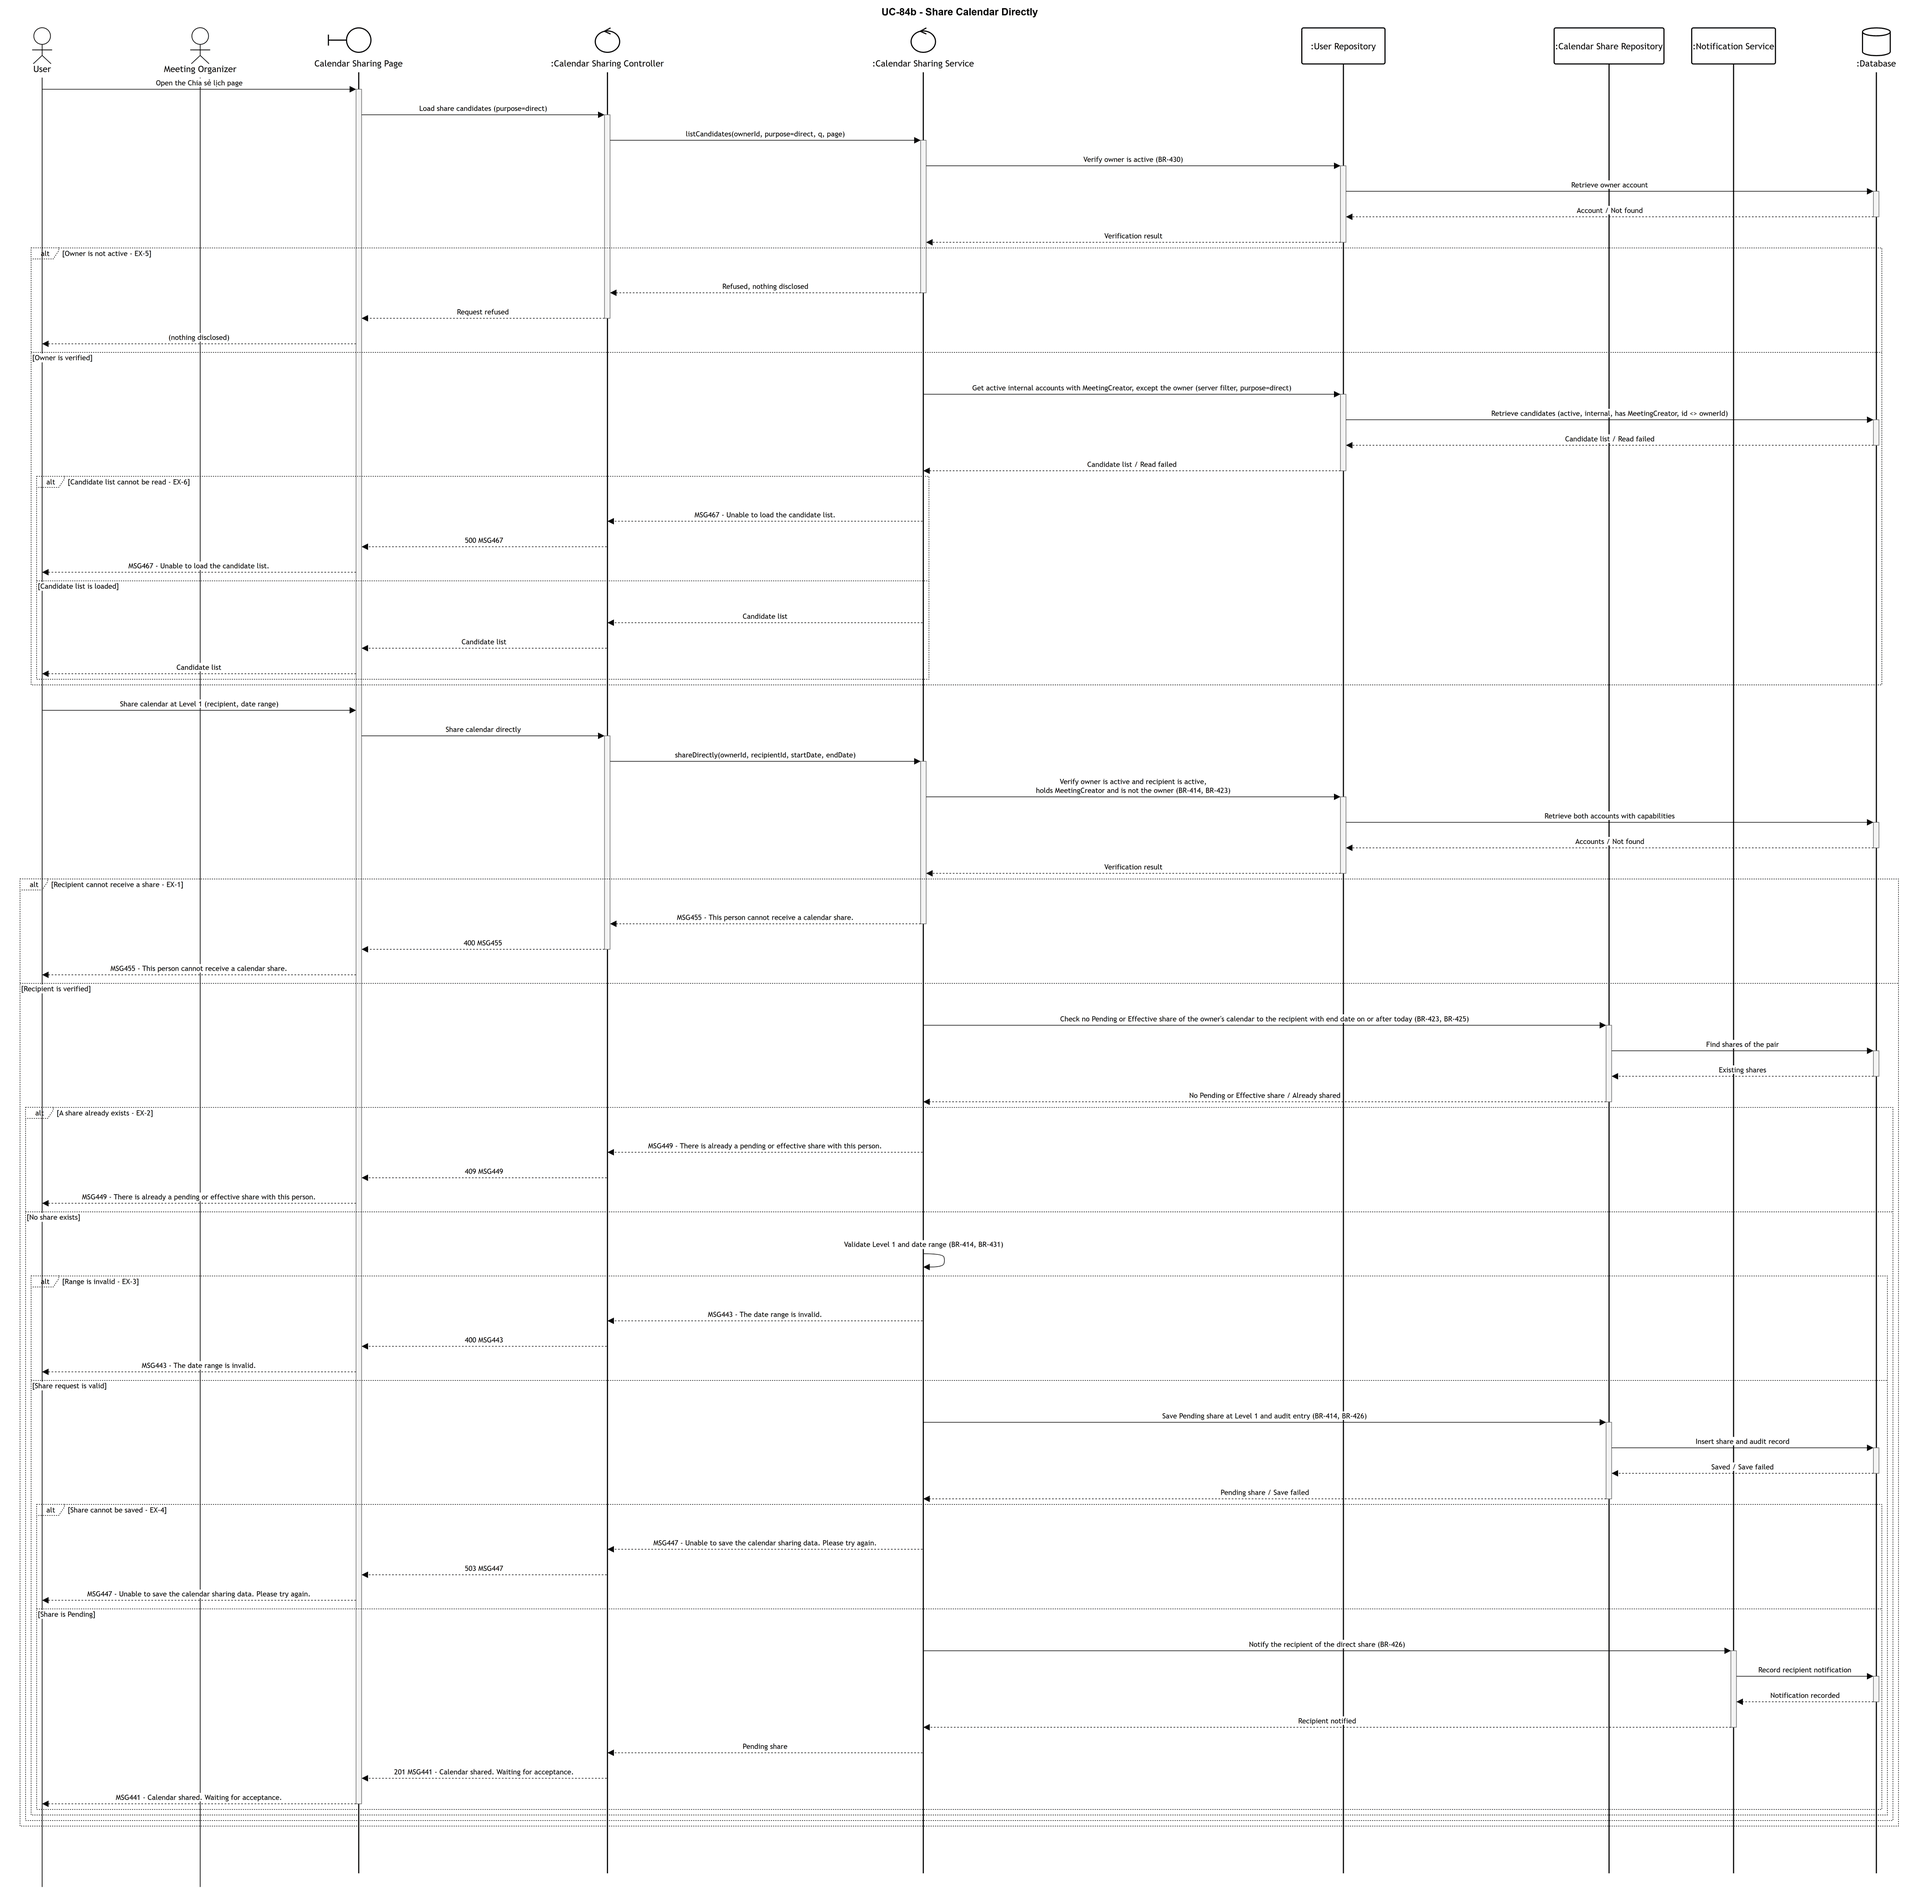 UC-84b - Share Calendar Directly
User
Meeting Organizer
Calendar Sharing Page
:Calendar Sharing Controller
:Calendar Sharing Service
:User Repository
:Calendar Share Repository
:Notification Service
:Database
Open the Chia sẻ lịch page
Load share candidates (purpose=direct)
listCandidates(ownerId, purpose=direct, q, page)
Verify owner is active (BR-430)
Retrieve owner account
Account / Not found
Verification result
alt [Owner is not active - EX-5]
Refused, nothing disclosed
Request refused
(nothing disclosed)
[Owner is verified]
Get active internal accounts with MeetingCreator, except the owner (server filter, purpose=direct)
Retrieve candidates (active, internal, has MeetingCreator, id <> ownerId)
Candidate list / Read failed
Candidate list / Read failed
alt [Candidate list cannot be read - EX-6]
MSG467 - Unable to load the candidate list.
500 MSG467
MSG467 - Unable to load the candidate list.
[Candidate list is loaded]
Candidate list
Candidate list
Candidate list
Share calendar at Level 1 (recipient, date range)
Share calendar directly
shareDirectly(ownerId, recipientId, startDate, endDate)
Verify owner is active and recipient is active,
holds MeetingCreator and is not the owner (BR-414, BR-423)
Retrieve both accounts with capabilities
Accounts / Not found
Verification result
alt [Recipient cannot receive a share - EX-1]
MSG455 - This person cannot receive a calendar share.
400 MSG455
MSG455 - This person cannot receive a calendar share.
[Recipient is verified]
Check no Pending or Effective share of the owner's calendar to the recipient with end date on or after today (BR-423, BR-425)
Find shares of the pair
Existing shares
No Pending or Effective share / Already shared
alt [A share already exists - EX-2]
MSG449 - There is already a pending or effective share with this person.
409 MSG449
MSG449 - There is already a pending or effective share with this person.
[No share exists]
Validate Level 1 and date range (BR-414, BR-431)
alt [Range is invalid - EX-3]
MSG443 - The date range is invalid.
400 MSG443
MSG443 - The date range is invalid.
[Share request is valid]
Save Pending share at Level 1 and audit entry (BR-414, BR-426)
Insert share and audit record
Saved / Save failed
Pending share / Save failed
alt [Share cannot be saved - EX-4]
MSG447 - Unable to save the calendar sharing data. Please try again.
503 MSG447
MSG447 - Unable to save the calendar sharing data. Please try again.
[Share is Pending]
Notify the recipient of the direct share (BR-426)
Record recipient notification
Notification recorded
Recipient notified
Pending share
201 MSG441 - Calendar shared. Waiting for acceptance.
MSG441 - Calendar shared. Waiting for acceptance.